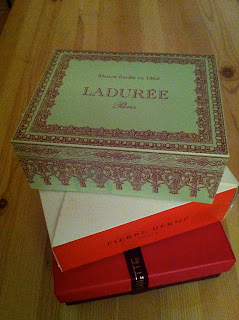 Maison fondée en 1862
LADURÉE
Paris
PIERRE HERMÉ